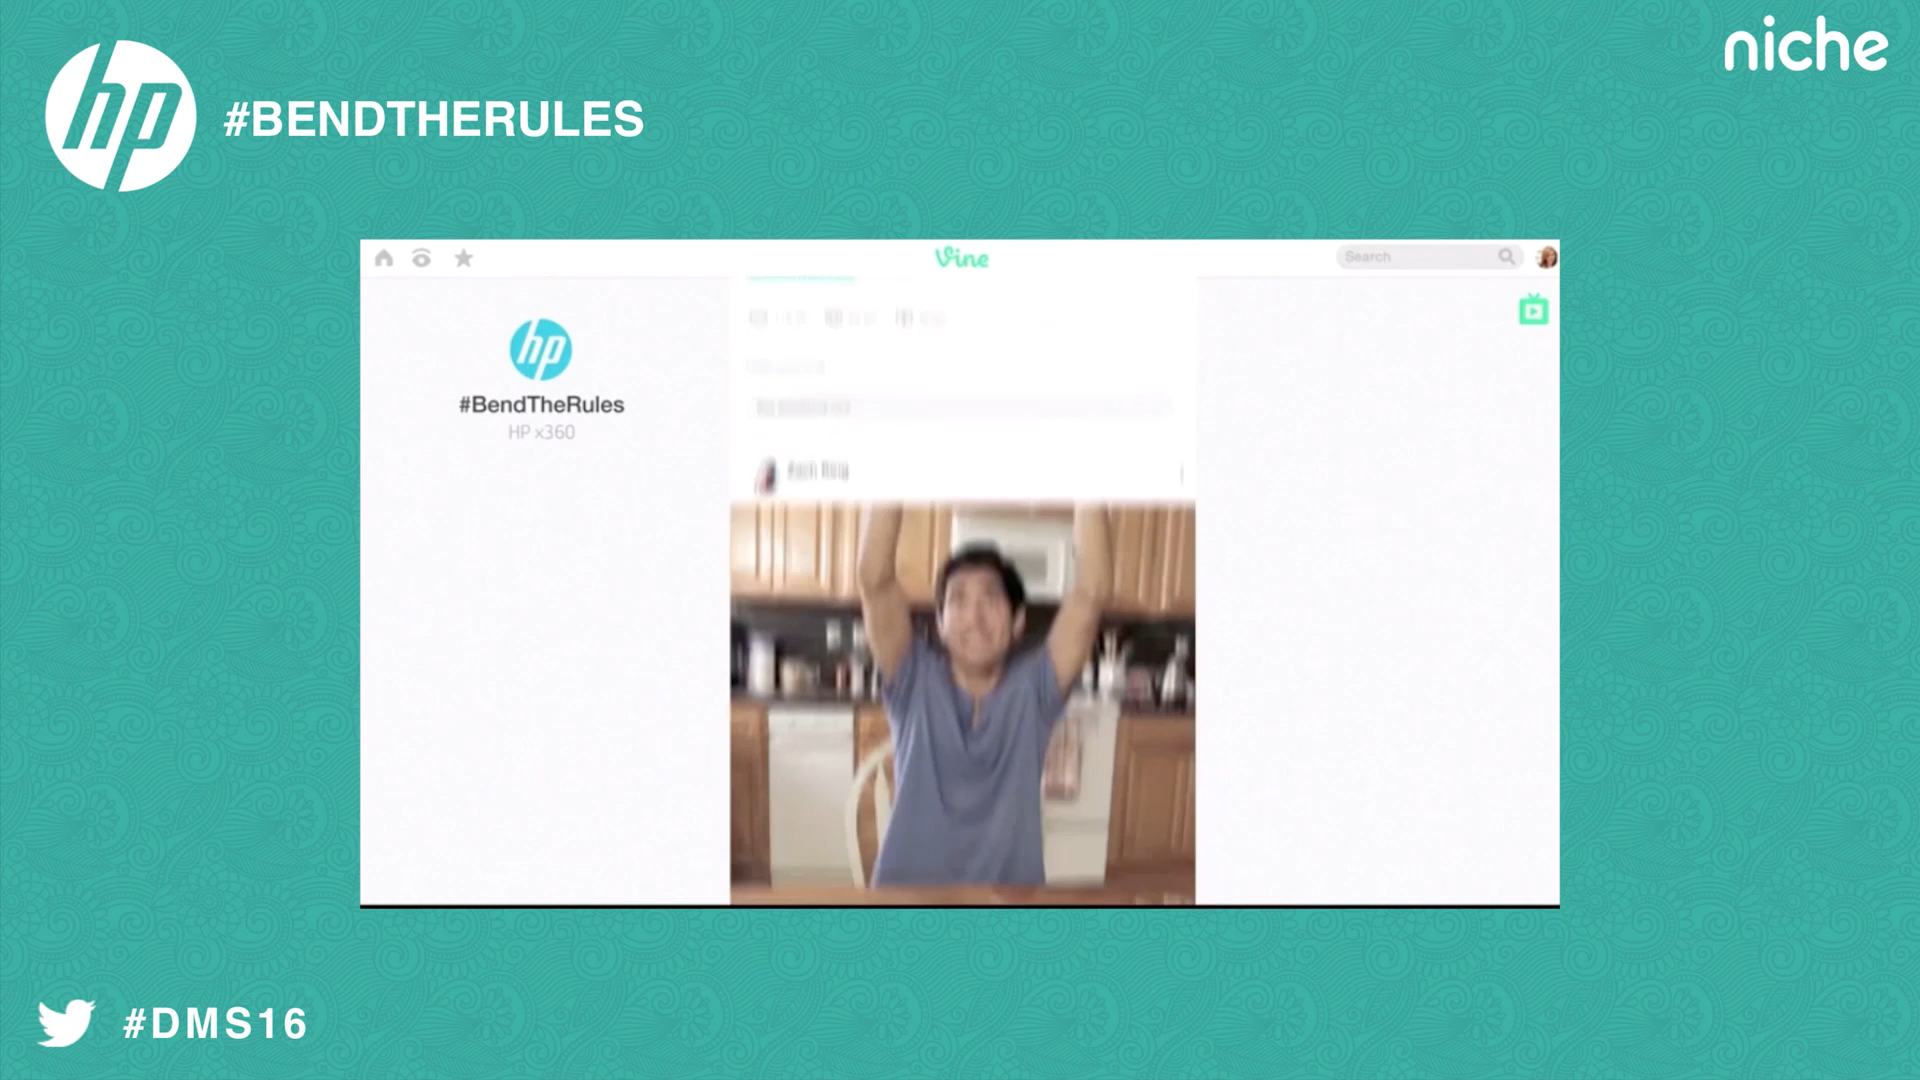 niche
hp
#BENDTHERULES
Vine
Search
hp
#BendTheRules
HP x360
#DMS16